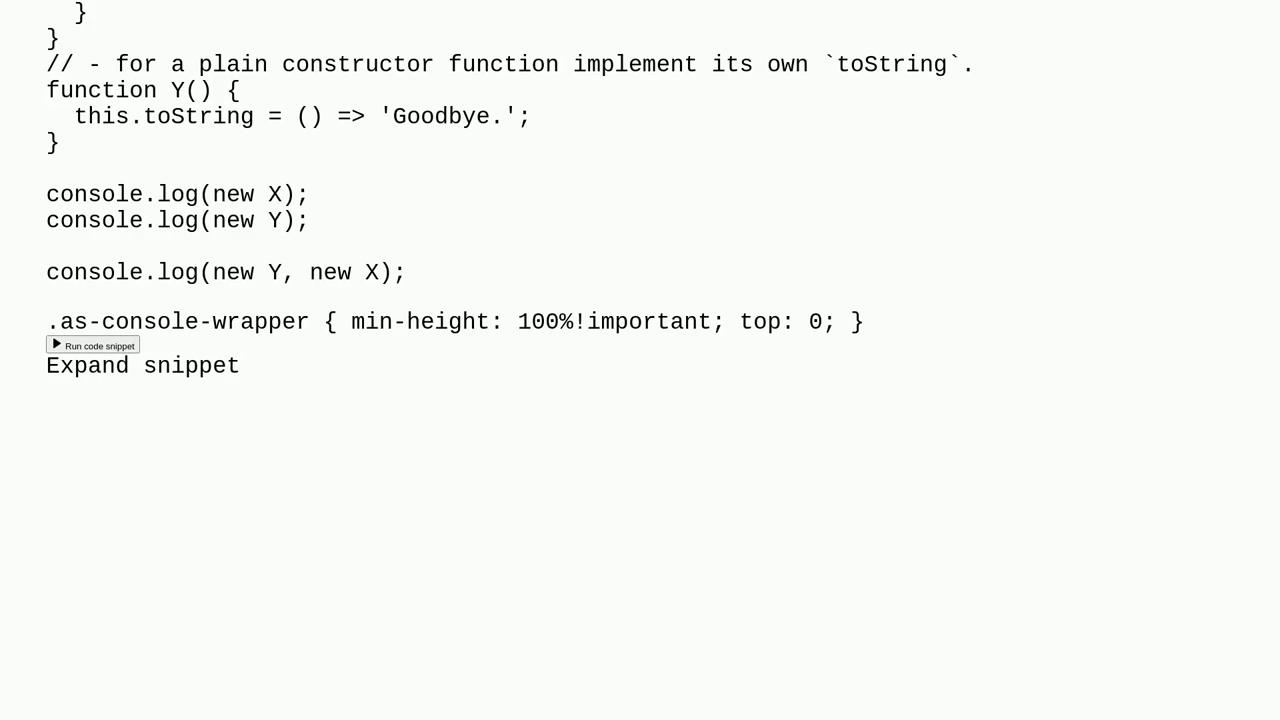 }
}
// - for a plain constructor function implement its own `toString`.
function Y() {
  this.toString = () => 'Goodbye.';
}

console.log(new X);
console.log(new Y);

console.log(new Y, new X);

.as-console-wrapper { min-height: 100%!important; top: 0; }
Run code snippet
Expand snippet